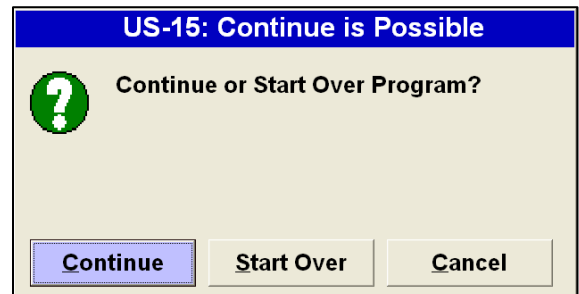 US-15: Continue is Possible
Continue or Start Over Program?
Continue Start Over Cancel